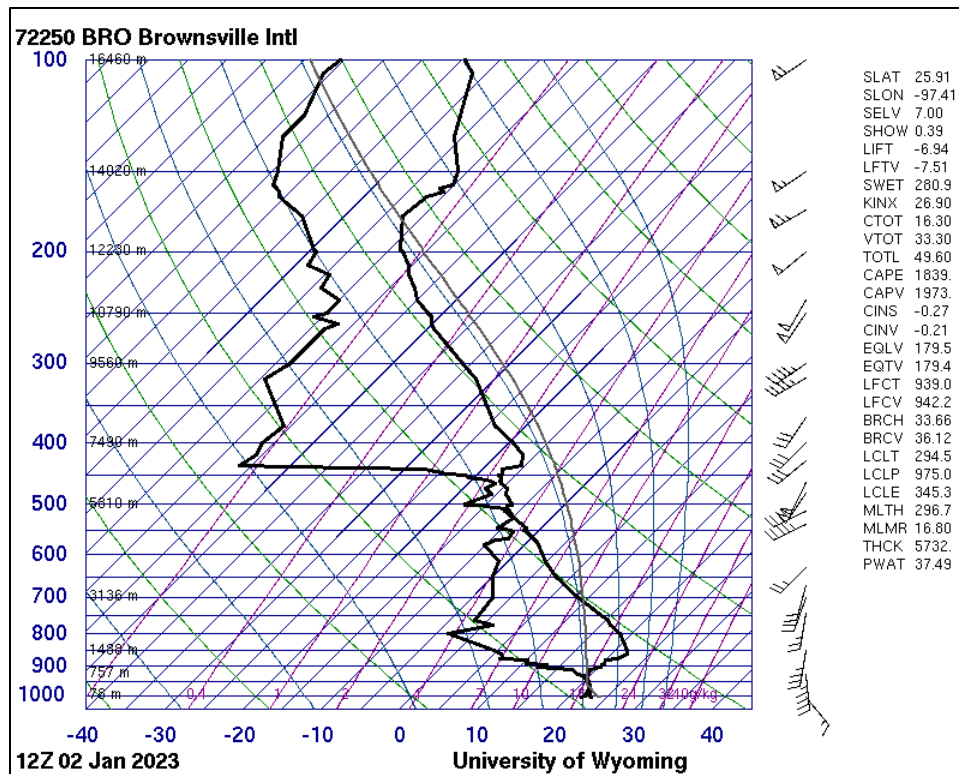 72250 BRO Brownsville Intl
100 16460 m
14020 m
200 12230 m
10790 m
300 9560 m
400 7490 m
500 5810 m
600
700 3136 m
800
1488 m
900
757 m
1000 78 m
0.1 1 2 4 7 10 16 24 32 40g/kg
-40 -30 -20 -10 0 10 20 30 40
12Z 02 Jan 2023 University of Wyoming
SLAT 25.91
SLON -97.41
SELV 7.00
SHOW 0.39
LIFT -6.94
LFTV -7.51
SWET 280.9
KINX 26.90
CTOT 16.30
VTOT 33.30
TOTL 49.60
CAPE 1839.
CAPV 1973.
CINS -0.27
CINV -0.21
EQLV 179.5
EQTV 179.4
LFCT 939.0
LFCV 942.2
BRCH 33.66
BRCV 36.12
LCLT 294.5
LCLP 975.0
LCLE 345.3
MLTH 296.7
MLMR 16.80
THCK 5732.
PWAT 37.49